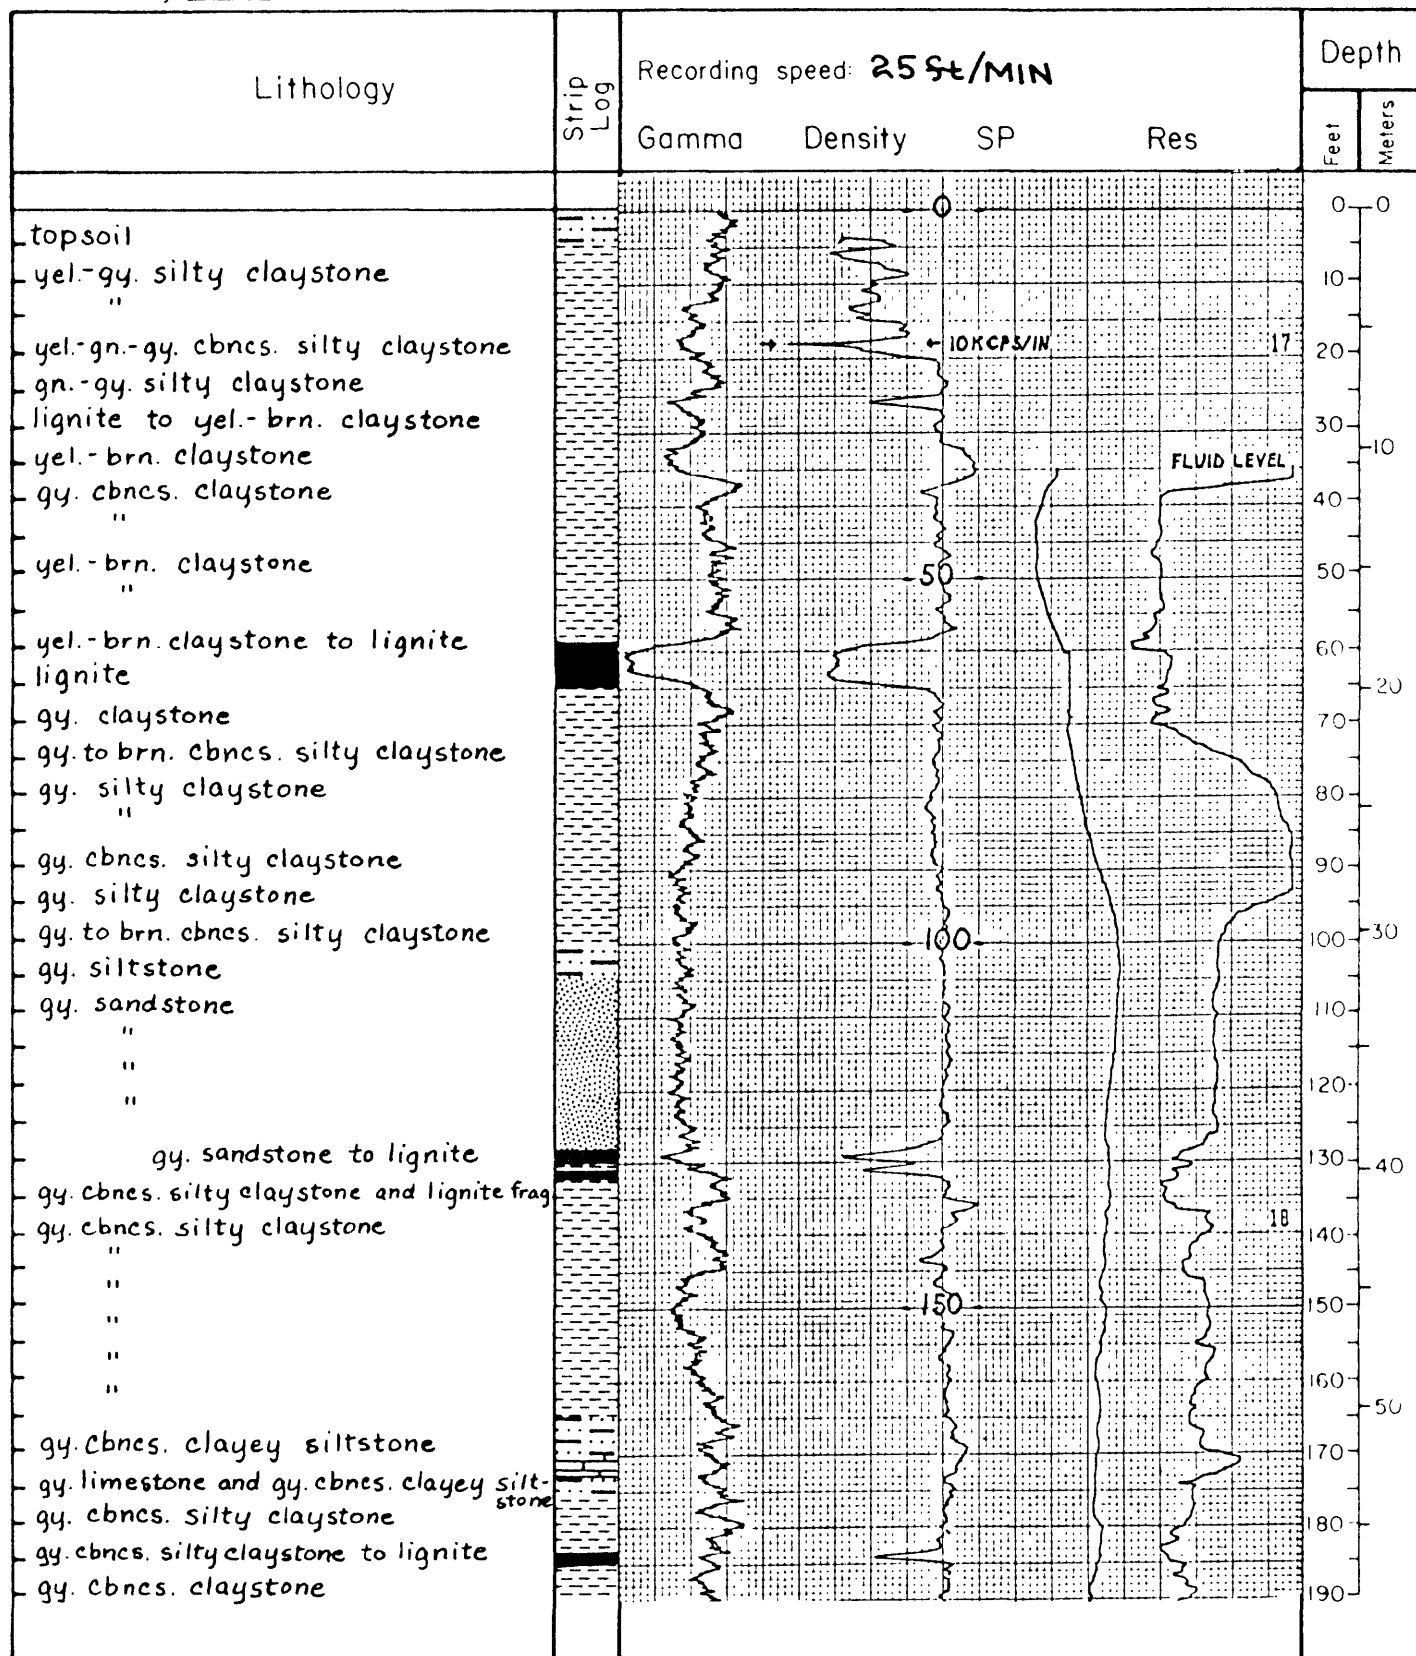 Lithology
Strip Log
Recording speed: 25 ft/MIN
Gamma Density SP Res
Depth
Feet
Meters
0
0 0
topsoil
yel.-gy. silty claystone
10
"
10KCPS/IN
17
yel.-gn.-gy. cbncs. silty claystone
20
gn.-gy. silty claystone
lignite to yel.-brn. claystone
30
10
yel.-brn. claystone
FLUID LEVEL
gy. cbncs. claystone
40
"
yel.-brn. claystone
50
50
"
yel.-brn. claystone to lignite
60
lignite
20
gy. claystone
70
gy. to brn. cbncs. silty claystone
gy. silty claystone
80
"
gy. cbncs. silty claystone
90
gy. silty claystone
gy. to brn. cbncs. silty claystone
100
100
30
gy. siltstone
gy. sandstone
110
"
"
120
"
gy. sandstone to lignite
130
40
gy. cbncs. silty claystone and lignite frag
gy. cbncs. silty claystone
18
140
"
"
150
150
"
"
160
"
50
gy. cbncs. clayey siltstone
170
gy. limestone and gy. cbncs. clayey silt-
stone
gy. cbncs. silty claystone
180
gy. cbncs. silty claystone to lignite
gy. cbncs. claystone
190